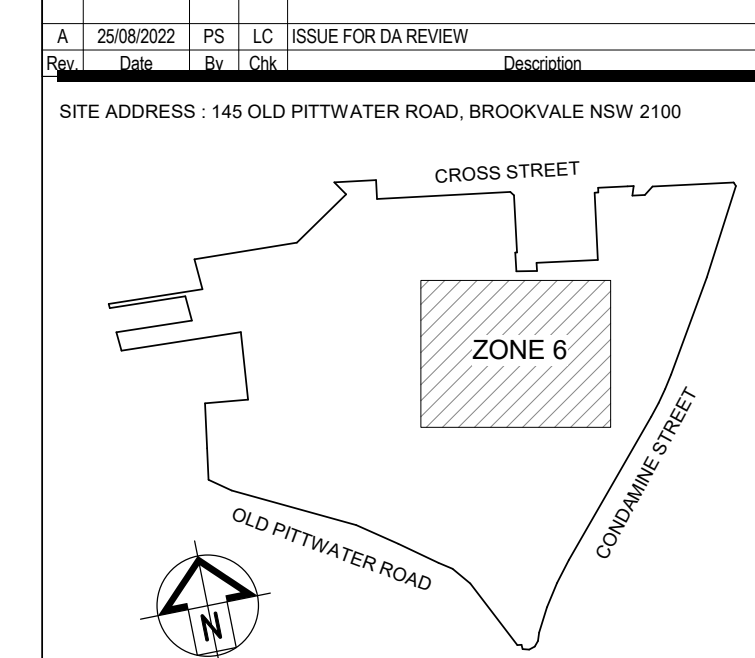 A 25/08/2022 PS LC ISSUE FOR DA REVIEW
Rev. Date By Chk Description
SITE ADDRESS : 145 OLD PITTWATER ROAD, BROOKVALE NSW 2100
CROSS STREET
ZONE 6
CONDAMINE STREET
OLD PITTWATER ROAD
N